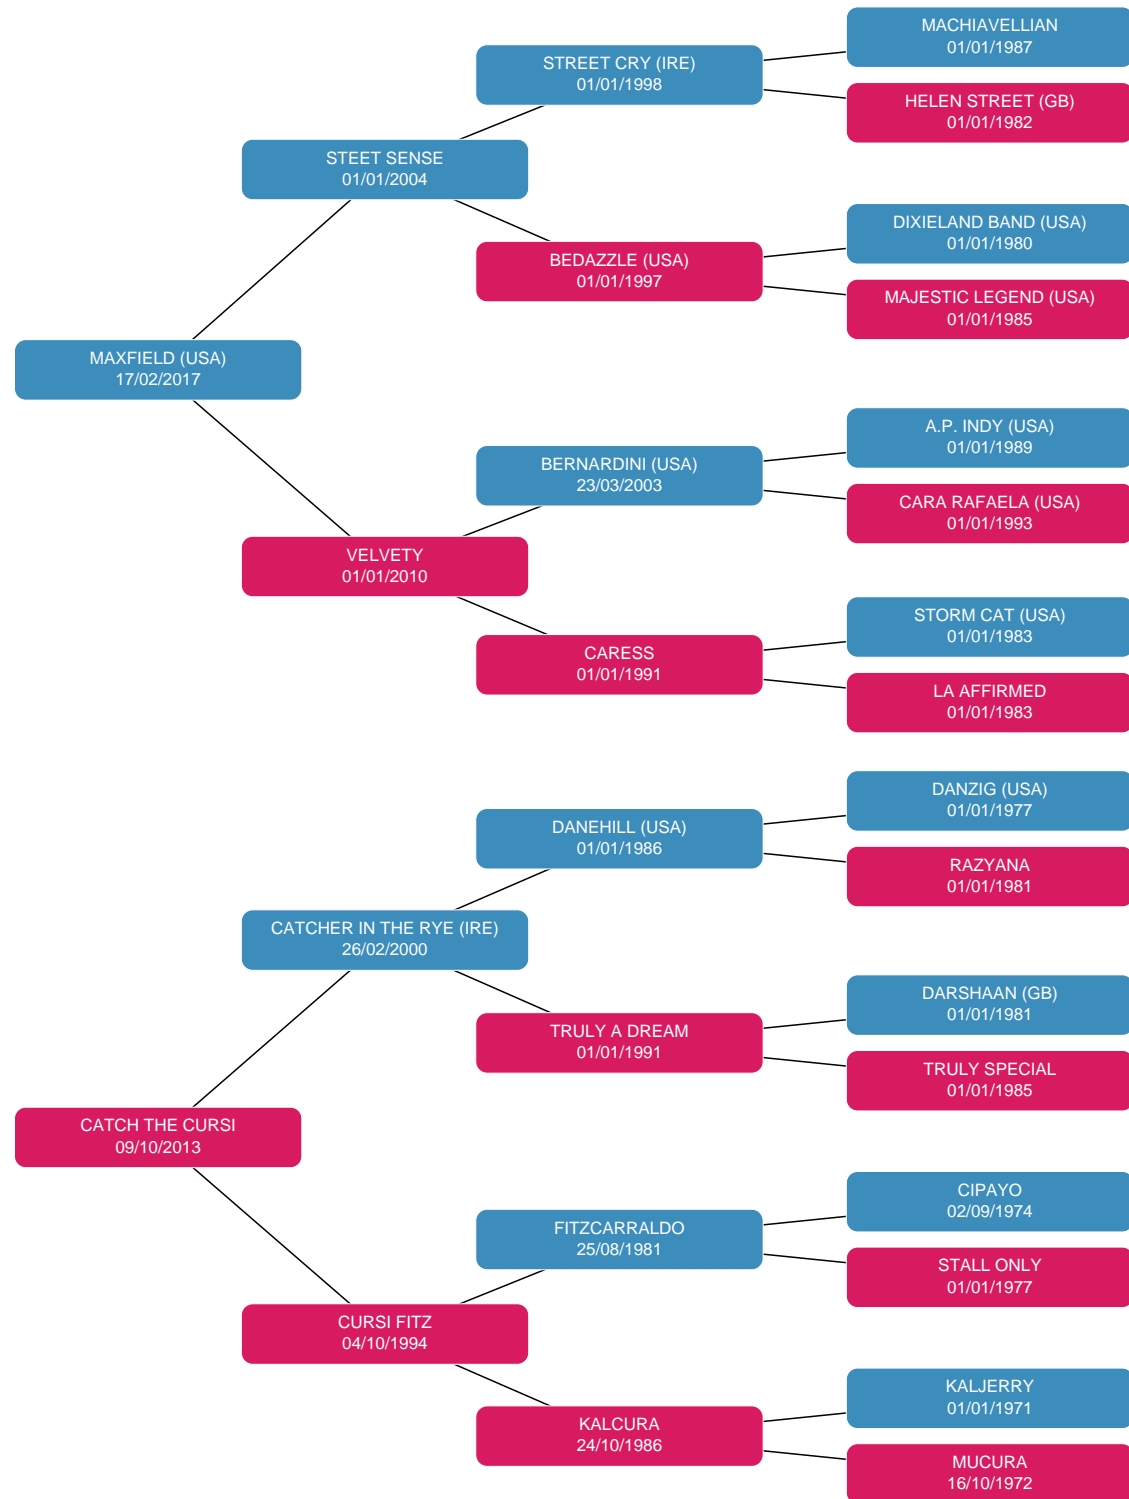 MACHIAVELLIAN
01/01/1987
STREET CRY (IRE)
01/01/1998
HELEN STREET (GB)
01/01/1982
STEET SENSE
01/01/2004
DIXIELAND BAND (USA)
01/01/1980
BEDAZZLE (USA)
01/01/1997
MAJESTIC LEGEND (USA)
01/01/1985
MAXFIELD (USA)
17/02/2017
A.P. INDY (USA)
01/01/1989
BERNARDINI (USA)
23/03/2003
CARA RAFAELA (USA)
01/01/1993
VELVETY
01/01/2010
STORM CAT (USA)
01/01/1983
CARESS
01/01/1991
LA AFFIRMED
01/01/1983
DANZIG (USA)
01/01/1977
DANEHILL (USA)
01/01/1986
RAZYANA
01/01/1981
CATCHER IN THE RYE (IRE)
26/02/2000
DARSHAAN (GB)
01/01/1981
TRULY A DREAM
01/01/1991
TRULY SPECIAL
01/01/1985
CATCH THE CURSI
09/10/2013
CIPAYO
02/09/1974
FITZCARRALDO
25/08/1981
STALL ONLY
01/01/1977
CURSI FITZ
04/10/1994
KALJERRY
01/01/1971
KALCURA
24/10/1986
MUCURA
16/10/1972